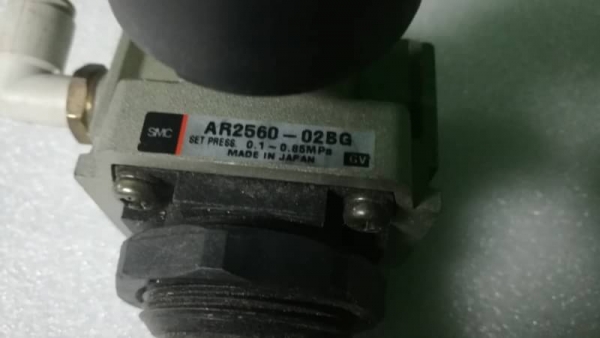 SMC
AR2560-02BG
SET PRESS. 0.1-0.85MPa
MADE IN JAPAN
GV